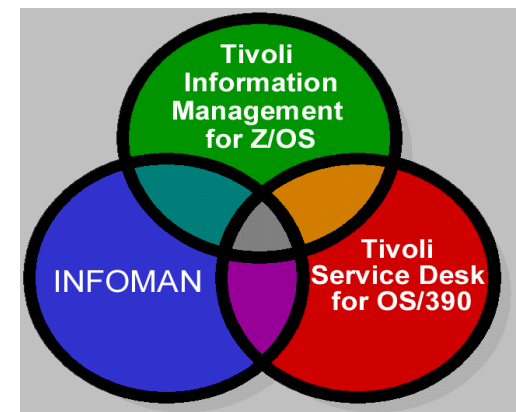 Tivoli
Information
Management
for Z/OS
INFOMAN
Tivoli
Service Desk
for OS/390